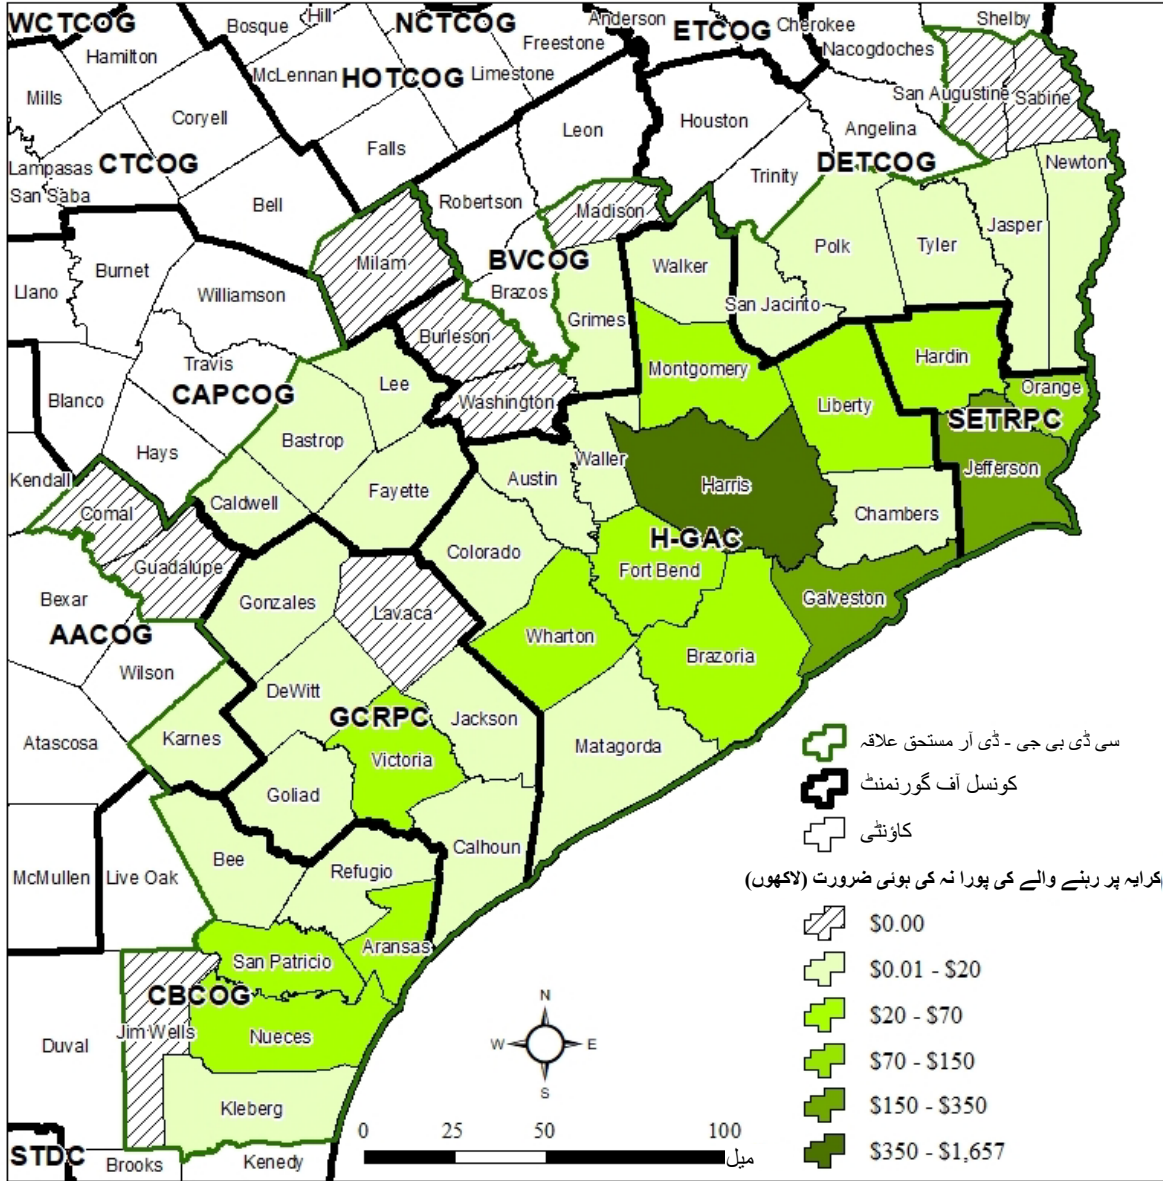 WCTCOG
Bosque
Hill
NCTCOG
Anderson
ETCOG
Cherokee
Shelby
Hamilton
Freestone
Nacogdoches
McLennan
HOTCOG
Limestone
San Augustine
Sabine
Mills
Coryell
Leon
Houston
Angelina
Falls
Lampasas
CTCOG
Trinity
DETCOG
Newton
San Saba
Bell
Robertson
Madison
Jasper
Burnet
Milam
BVCOG
Walker
Polk
Tyler
Llano
Williamson
Brazos
San Jacinto
Grimes
Burleson
Travis
Montgomery
Hardin
Lee
Orange
Blanco
CAPCOG
Washington
Liberty
SETRPC
Bastrop
Hays
Waller
Jefferson
Kendall
Austin
Harris
Fayette
Caldwell
Comal
Chambers
H-GAC
Colorado
Guadalupe
Fort Bend
Bexar
Gonzales
Lavaca
Galveston
AACOG
Wharton
Brazoria
Wilson
DeWitt
GCRPC
Jackson
Karnes
Atascosa
Matagorda
Victoria
Goliad
Calhoun
Bee
Refugio
McMullen
Live Oak
Aransas
San Patricio
CBCOG
Jim Wells
Nueces
Duval
Kleberg
STDC
Brooks
Kenedy
سی ڈی بی جی - ڈی آر مستحق علاقہ
کونسل آف گورنمنٹ
کاؤنٹی
کرایہ پر رہنے والے کی پورا نہ کی ہوئی ضرورت (لاکھوں)
$0.00
$0.01 - $20
$20 - $70
$70 - $150
$150 - $350
$350 - $1,657
N
W
E
S
0
25
50
100
میل